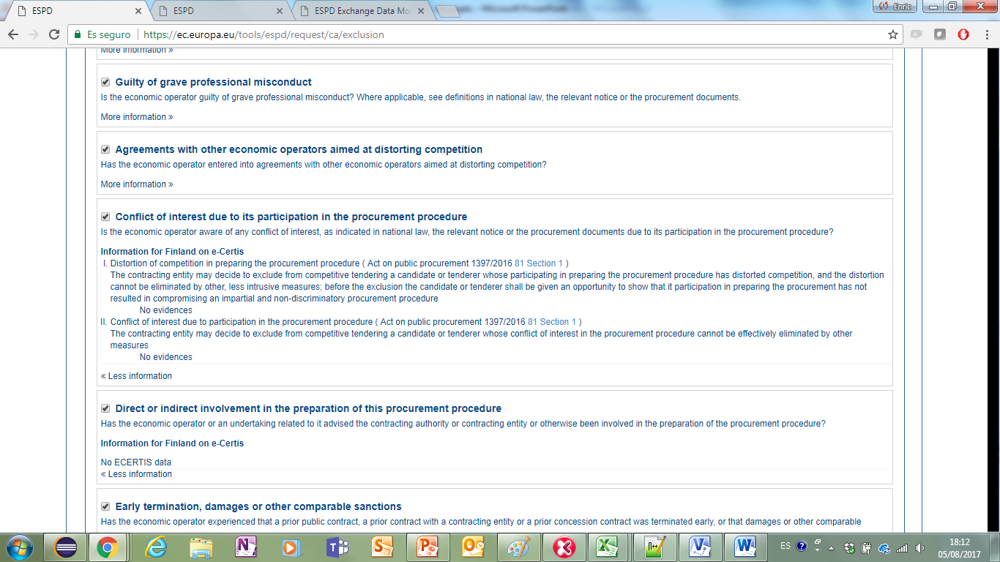 ESPD
ESPD
ESPD Exchange Data Mo
Microsoft PowerPoint
Enric
Es seguro
https://ec.europa.eu/tools/espd/request/ca/exclusion
More information »
Guilty of grave professional misconduct
Is the economic operator guilty of grave professional misconduct? Where applicable, see definitions in national law, the relevant notice or the procurement documents.
More information »
Agreements with other economic operators aimed at distorting competition
Has the economic operator entered into agreements with other economic operators aimed at distorting competition?
More information »
Conflict of interest due to its participation in the procurement procedure
Is the economic operator aware of any conflict of interest, as indicated in national law, the relevant notice or the procurement documents due to its participation in the procurement procedure?
Information for Finland on e-Certis
I. Distortion of competition in preparing the procurement procedure ( Act on public procurement 1397/2016 81 Section 1 )
The contracting entity may decide to exclude from competitive tendering a candidate or tenderer whose participating in preparing the procurement procedure has distorted competition, and the distortion
cannot be eliminated by other, less intrusive measures; before the exclusion the candidate or tenderer shall be given an opportunity to show that it participation in preparing the procurement has not
resulted in compromising an impartial and non-discriminatory procurement procedure
No evidences
II. Conflict of interest due to participation in the procurement procedure ( Act on public procurement 1397/2016 81 Section 1 )
The contracting entity may decide to exclude from competitive tendering a candidate or tenderer whose conflict of interest in the procurement procedure cannot be effectively eliminated by other
measures
No evidences
« Less information
Direct or indirect involvement in the preparation of this procurement procedure
Has the economic operator or an undertaking related to it advised the contracting authority or contracting entity or otherwise been involved in the preparation of the procurement procedure?
Information for Finland on e-Certis
No ECERTIS data
« Less information
Early termination, damages or other comparable sanctions
Has the economic operator experienced that a prior public contract, a prior contract with a contracting entity or a prior concession contract was terminated early, or that damages or other comparable
ES
18:12
05/08/2017